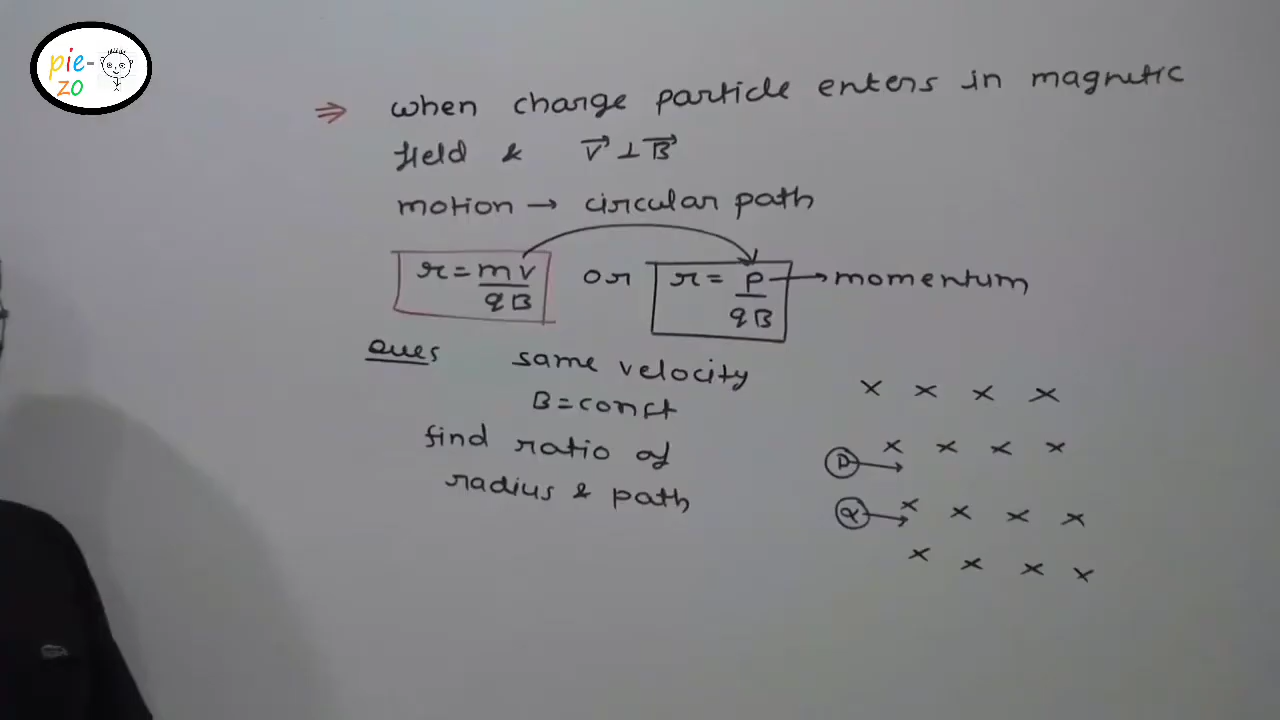 pie-
zo
⇒ when charge particle enters in magnetic
field & v⃗ ⊥ B⃗
motion → circular path
r = mv/qB or r = p/qB → momentum
Ques same velocity
B = const
find ratio of
radius & path
x x x x
p → x x x x
α → x x x x
x x x x